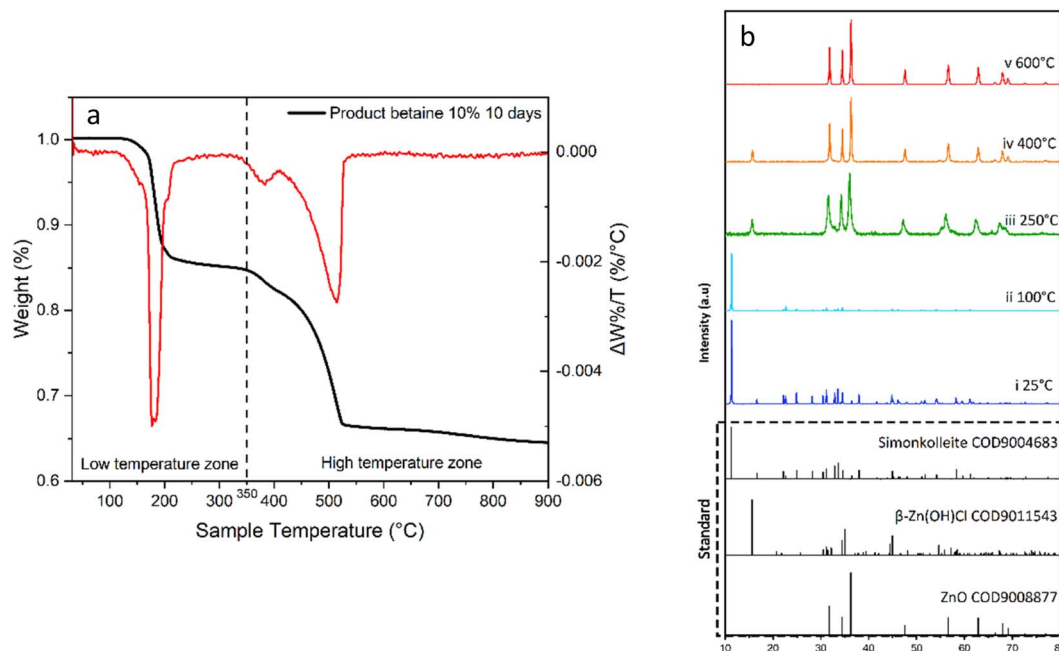 a
Product betaine 10% 10 days
1.0
0.9
0.8
0.7
0.6
Weight (%)
0.000
-0.002
-0.004
-0.006
ΔW%/T (%/°C)
Low temperature zone
High temperature zone
100
200
300
350
400
500
600
700
800
900
Sample Temperature (°C)
b
v 600°C
iv 400°C
iii 250°C
ii 100°C
i 25°C
Intensity (a.u)
Standard
Simonkolleite COD9004683
β-Zn(OH)Cl COD9011543
ZnO COD9008877
10
20
30
40
50
60
70